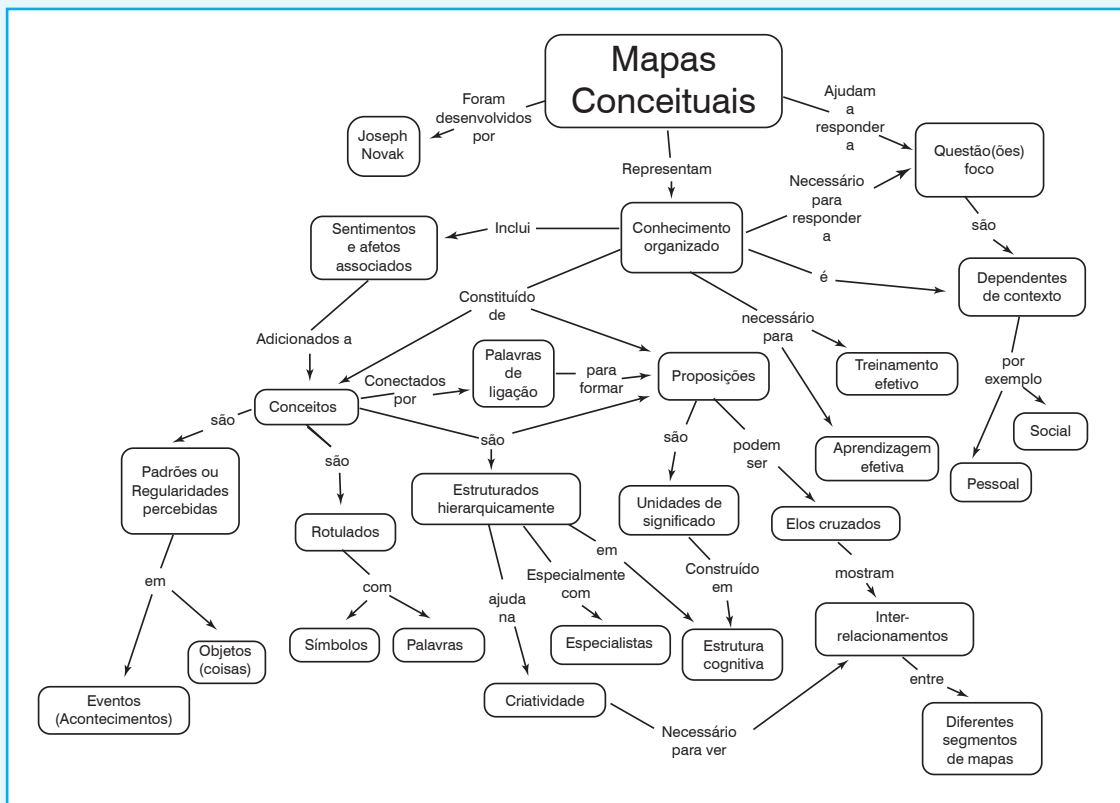 Mapas
Conceituais
Foram
desenvolvidos
por
Joseph
Novak
Ajudam
a
responder
a
Questão(ões)
foco
Representam
Necessário
para
responder
a
Conhecimento
organizado
Inclui
Sentimentos
e afetos
associados
são
é
Dependentes
de contexto
Constituído
de
necessário
para
Adicionados a
Palavras
de
ligação
para
formar
Proposições
Treinamento
efetivo
por
exemplo
Conectados
por
Conceitos
são
são
são
são
podem
ser
Social
Aprendizagem
efetiva
Pessoal
Padrões ou
Regularidades
percebidas
Estruturados
hierarquicamente
Unidades de
significado
Elos cruzados
Rotulados
em
Especialmente
com
em
Construído
em
mostram
com
ajuda
na
Inter-
relacionamentos
Símbolos
Palavras
Especialistas
Estrutura
cognitiva
Objetos
(coisas)
Eventos
(Acontecimentos)
Criatividade
entre
Necessário
para ver
Diferentes
segmentos
de mapas